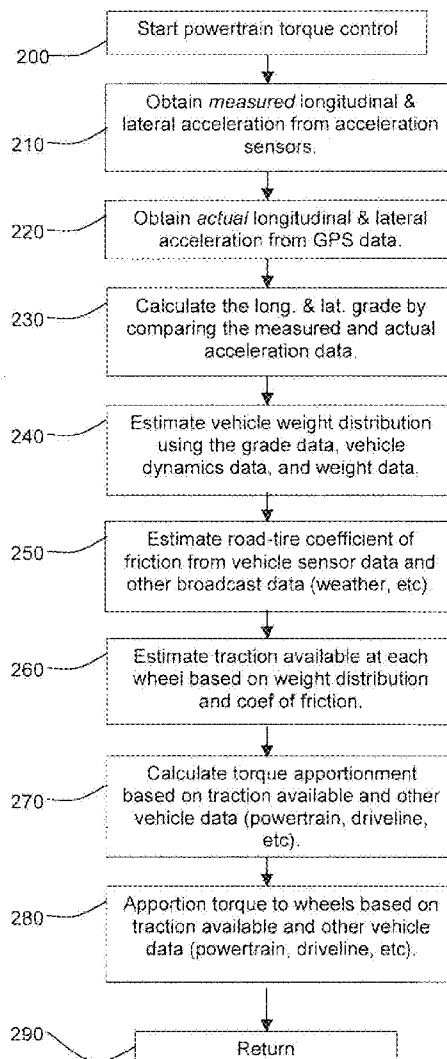 200
Start powertrain torque control
210
Obtain measured longitudinal &
lateral acceleration from acceleration
sensors.
220
Obtain actual longitudinal & lateral
acceleration from GPS data.
230
Calculate the long. & lat. grade by
comparing the measured and actual
acceleration data.
240
Estimate vehicle weight distribution
using the grade data, vehicle
dynamics data, and weight data.
250
Estimate road-tire coefficient of
friction from vehicle sensor data and
other broadcast data (weather, etc)
260
Estimate traction available at each
wheel based on weight distribution
and coef of friction.
270
Calculate torque apportionment
based on traction available and other
vehicle data (powertrain, driveline,
etc).
280
Apportion torque to wheels based on
traction available and other vehicle
data (powertrain, driveline, etc).
290
Return